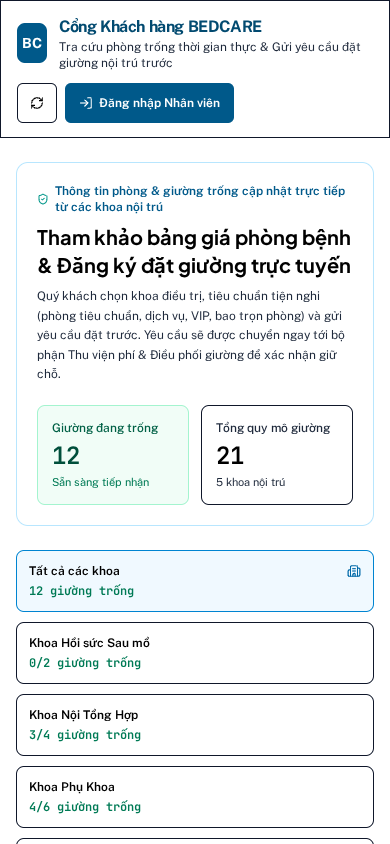 BC
Cổng Khách hàng BEDCARE
Tra cứu phòng trống thời gian thực & Gửi yêu cầu đặt
giường nội trú trước
Đăng nhập Nhân viên
Thông tin phòng & giường trống cập nhật trực tiếp
từ các khoa nội trú
Tham khảo bảng giá phòng bệnh
& Đăng ký đặt giường trực tuyến
Quý khách chọn khoa điều trị, tiêu chuẩn tiện nghi
(phòng tiêu chuẩn, dịch vụ, VIP, bao trọn phòng) và gửi
yêu cầu đặt trước. Yêu cầu sẽ được chuyển ngay tới bộ
phận Thu viện phí & Điều phối giường để xác nhận giữ
chỗ.
Giường đang trống
12
Sẵn sàng tiếp nhận
Tổng quy mô giường
21
5 khoa nội trú
Tất cả các khoa
12 giường trống
Khoa Hồi sức Sau mổ
0/2 giường trống
Khoa Nội Tổng Hợp
3/4 giường trống
Khoa Phụ Khoa
4/6 giường trống